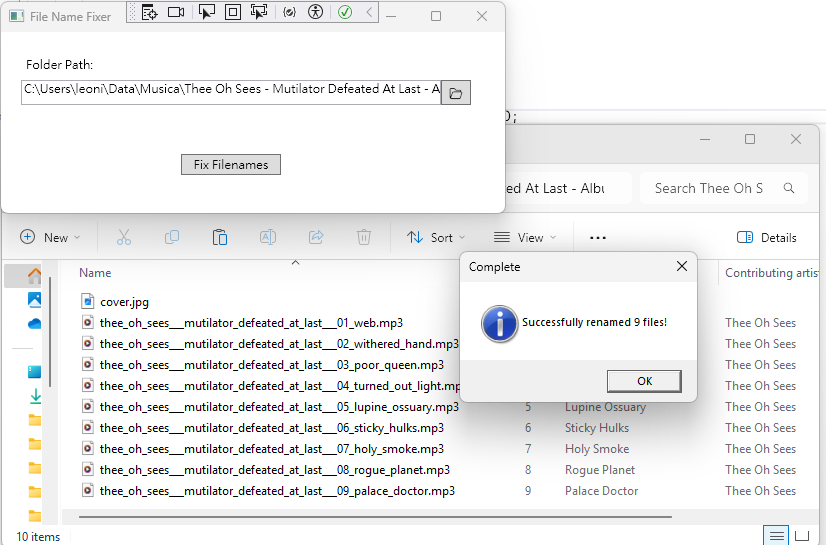 File Name Fixer
Folder Path:
C:\Users\leoni\Data\Musica\Thee Oh Sees - Mutilator Defeated At Last - A
Fix Filenames
0;
ed At Last - Albu
Search Thee Oh S
New
Sort
View
Details
Name
Contributing artis
cover.jpg
thee_oh_sees___mutilator_defeated_at_last___01_web.mp3
Thee Oh Sees
thee_oh_sees___mutilator_defeated_at_last___02_withered_hand.mp3
Thee Oh Sees
thee_oh_sees___mutilator_defeated_at_last___03_poor_queen.mp3
Thee Oh Sees
thee_oh_sees___mutilator_defeated_at_last___04_turned_out_light.mp
Thee Oh Sees
thee_oh_sees___mutilator_defeated_at_last___05_lupine_ossuary.mp3 5 Lupine Ossuary Thee Oh Sees
thee_oh_sees___mutilator_defeated_at_last___06_sticky_hulks.mp3 6 Sticky Hulks Thee Oh Sees
thee_oh_sees___mutilator_defeated_at_last___07_holy_smoke.mp3 7 Holy Smoke Thee Oh Sees
thee_oh_sees___mutilator_defeated_at_last___08_rogue_planet.mp3 8 Rogue Planet Thee Oh Sees
thee_oh_sees___mutilator_defeated_at_last___09_palace_doctor.mp3 9 Palace Doctor Thee Oh Sees
Complete
Successfully renamed 9 files!
OK
10 items